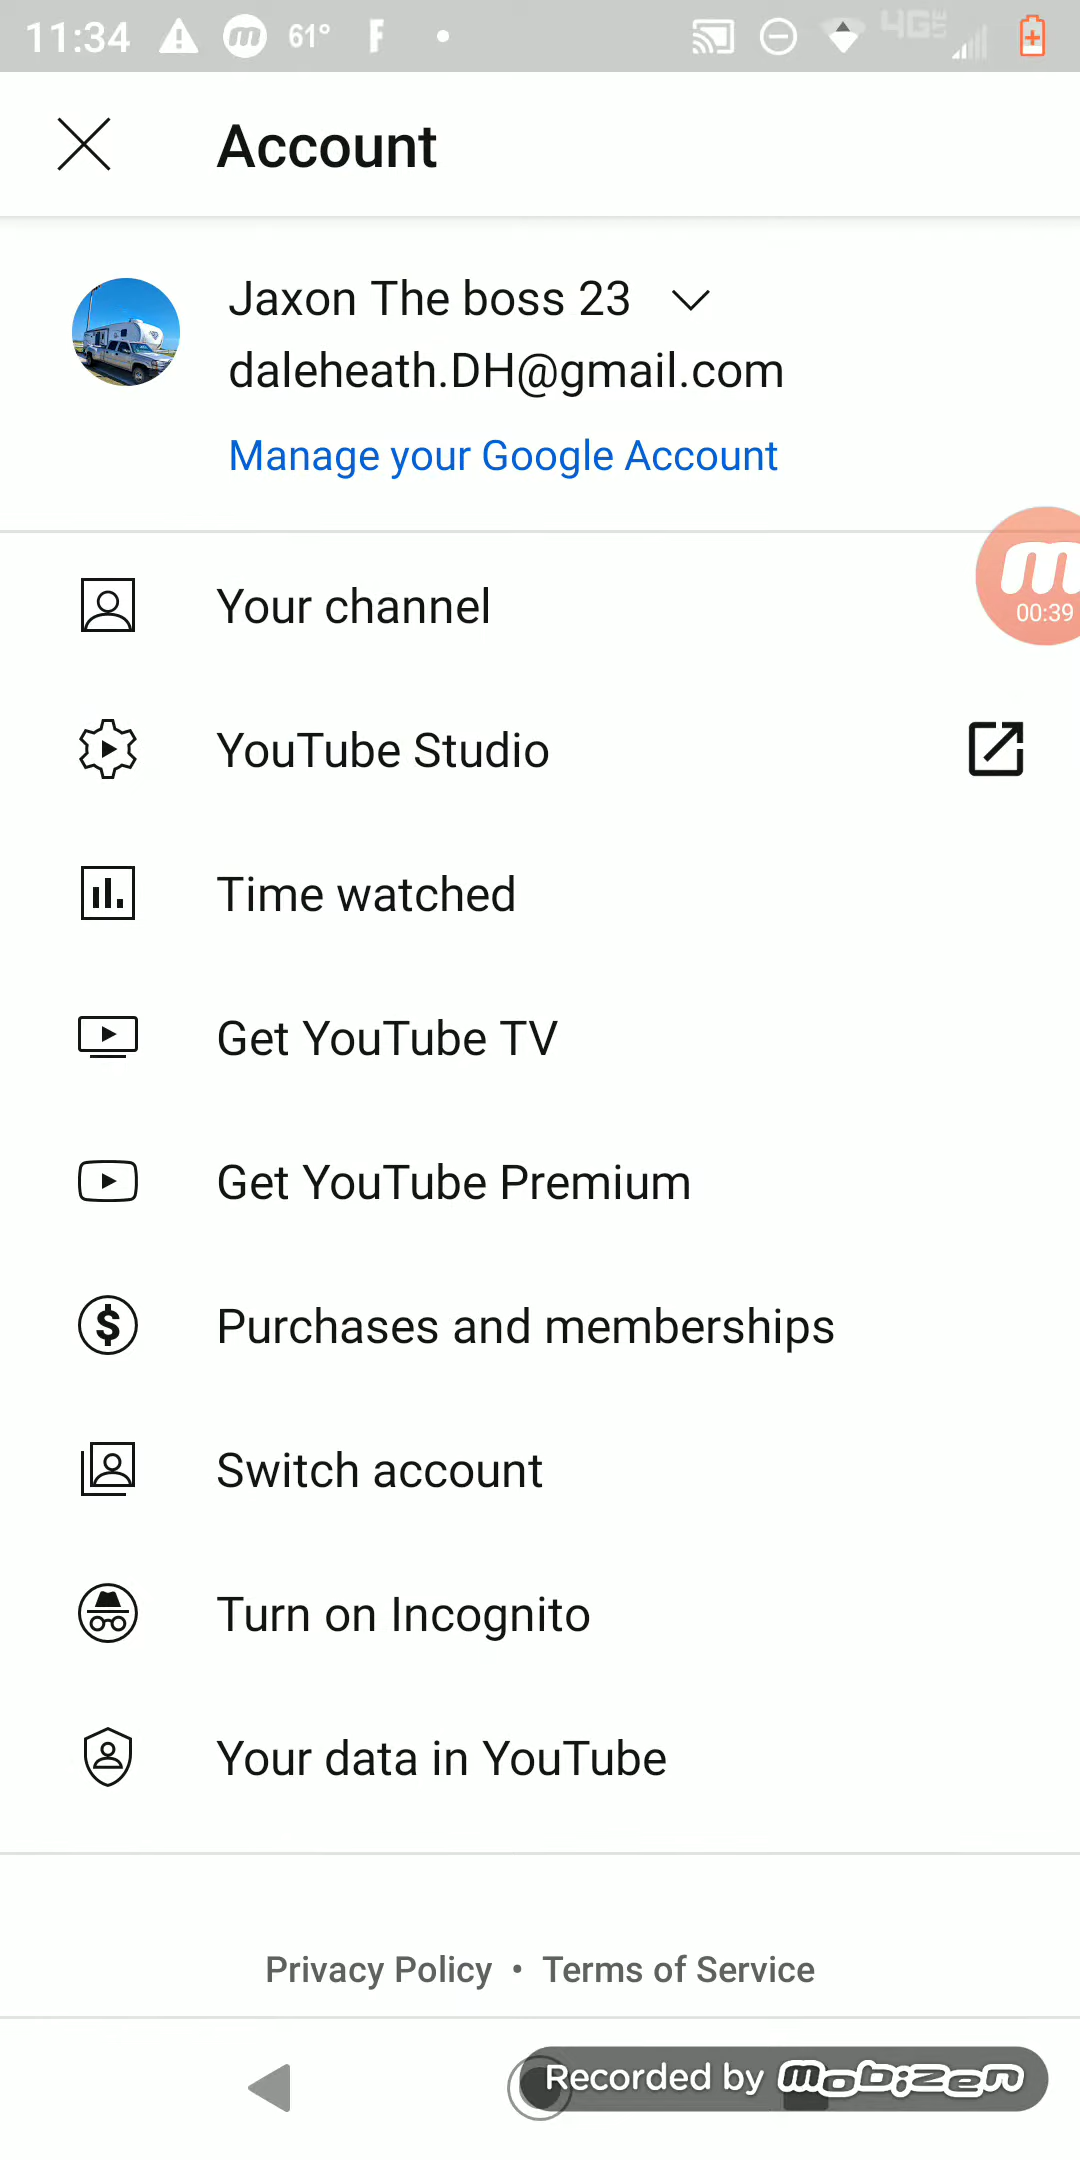 11:34 61° F 4G LTE
Account
Jaxon The boss 23
daleheath.DH@gmail.com
Manage your Google Account
m
00:39
Your channel
YouTube Studio
Time watched
Get YouTube TV
Get YouTube Premium
Purchases and memberships
Switch account
Turn on Incognito
Your data in YouTube
Privacy Policy • Terms of Service
Recorded by mobizen